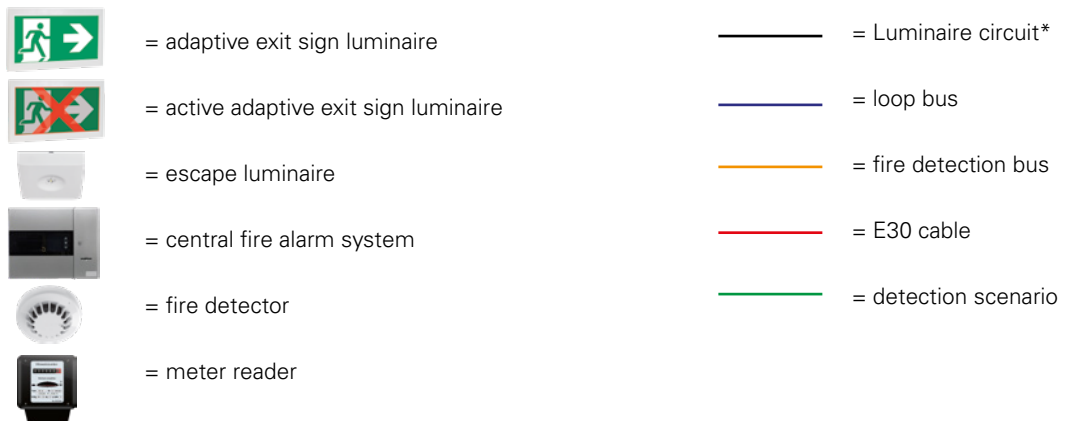 = adaptive exit sign luminaire
= active adaptive exit sign luminaire
= escape luminaire
= central fire alarm system
= fire detector
= meter reader
= Luminaire circuit*
= loop bus
= fire detection bus
= E30 cable
= detection scenario